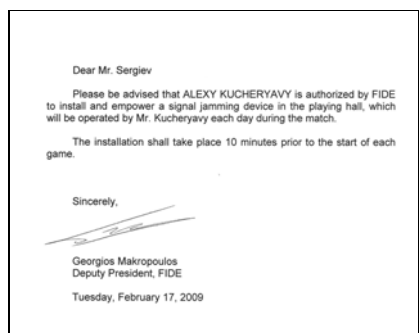 Dear Mr. Sergiev
Please be advised that ALEXY KUCHERYAVY is authorized by FIDE
to install and empower a signal jamming device in the playing hall, which
will be operated by Mr. Kucheryavy each day during the match.
The installation shall take place 10 minutes prior to the start of each
game.
Sincerely,
Georgios Makropoulos
Deputy President, FIDE
Tuesday, February 17, 2009